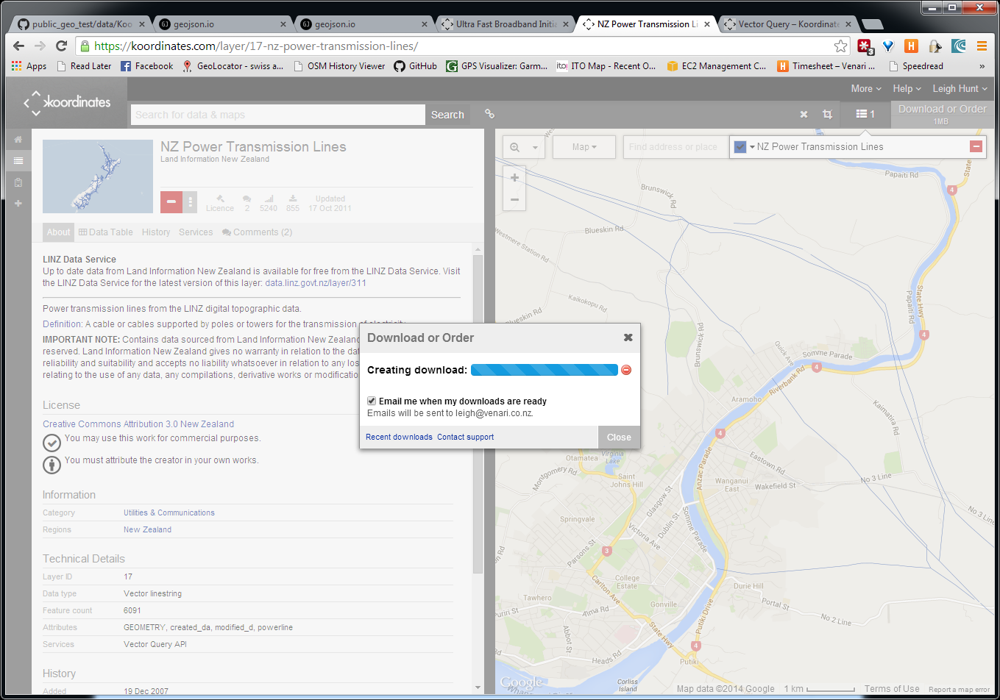 public_geo_test/data/Koo
geojson.io
geojson.io
Ultra Fast Broadband Initia
NZ Power Transmission Li
Vector Query – Koordinate
https://koordinates.com/layer/17-nz-power-transmission-lines/
3
Apps
Read Later
Facebook
GeoLocator - swiss a...
OSM History Viewer
GitHub
GPS Visualizer: Garm...
ITO Map - Recent O...
EC2 Management C...
Timesheet – Venari ...
Speedread
»
More
Help
Leigh Hunt
koordinates
Search for data & maps
Search
1
Download or Order
1MB
NZ Power Transmission Lines
Land Information New Zealand
Licence
2
5240
855
Updated
17 Oct 2011
About
Data Table
History
Services
Comments (2)
LINZ Data Service
Up to date data from Land Information New Zealand is available for free from the LINZ Data Service. Visit
the LINZ Data Service for the latest version of this layer: data.linz.govt.nz/layer/311
Power transmission lines from the LINZ digital topographic data.
Definition: A cable or cables supported by poles or towers for the transmission of electricity.
IMPORTANT NOTE: Contains data sourced from Land Information New Zealand
reserved. Land Information New Zealand gives no warranty in relation to the dat
reliability and suitability and accepts no liability whatsoever in relation to any los
relating to the use of any data, any compilations, derivative works or modificatio
License
Creative Commons Attribution 3.0 New Zealand
You may use this work for commercial purposes.
You must attribute the creator in your own works.
Information
Category Utilities & Communications
Regions New Zealand
Technical Details
Layer ID 17
Data type Vector linestring
Feature count 6091
Attributes GEOMETRY, created_da, modified_d, powerline
Services Vector Query API
History
Added 19 Dec 2007
Download or Order
Creating download:
Email me when my downloads are ready
Emails will be sent to leigh@venari.co.nz.
Recent downloads Contact support
Close
Map
Find address or place
NZ Power Transmission Lines
Papaiti Rd
State
4
Brunswick Rd
Blueskin Rd
Westmere Station Rd
Kaikokopu Rd
Blueskin Rd
Brunswick Rd
Papaiti Rd
State Hwy
4
Quick Ave
Somme Parade
4
Riverbank Rd
Aramoho
Kaimatira Rd
4
Otamatea
Virginia Lake
Montgomery Rd
Saint Johns Hill
Anzac Parade
Eastown Rd
Wanganui East
Wakefield St
No 3 Line
No 3 Line
Glasgow St
Dublin St
Somme Parade
Springvale
Victoria Ave
3
Parsons St
Carlton Ave
College Estate
Durie Hill
Portal St
No 2 Line
Tawhero
Alma Rd
Gonville
Puriri St
Abbot St
State Hwy
Putiki Drive
4
Putiki
Heads Rd
Corliss Island
Google
Map data ©2014 Google
1 km
Terms of Use
Report a map error